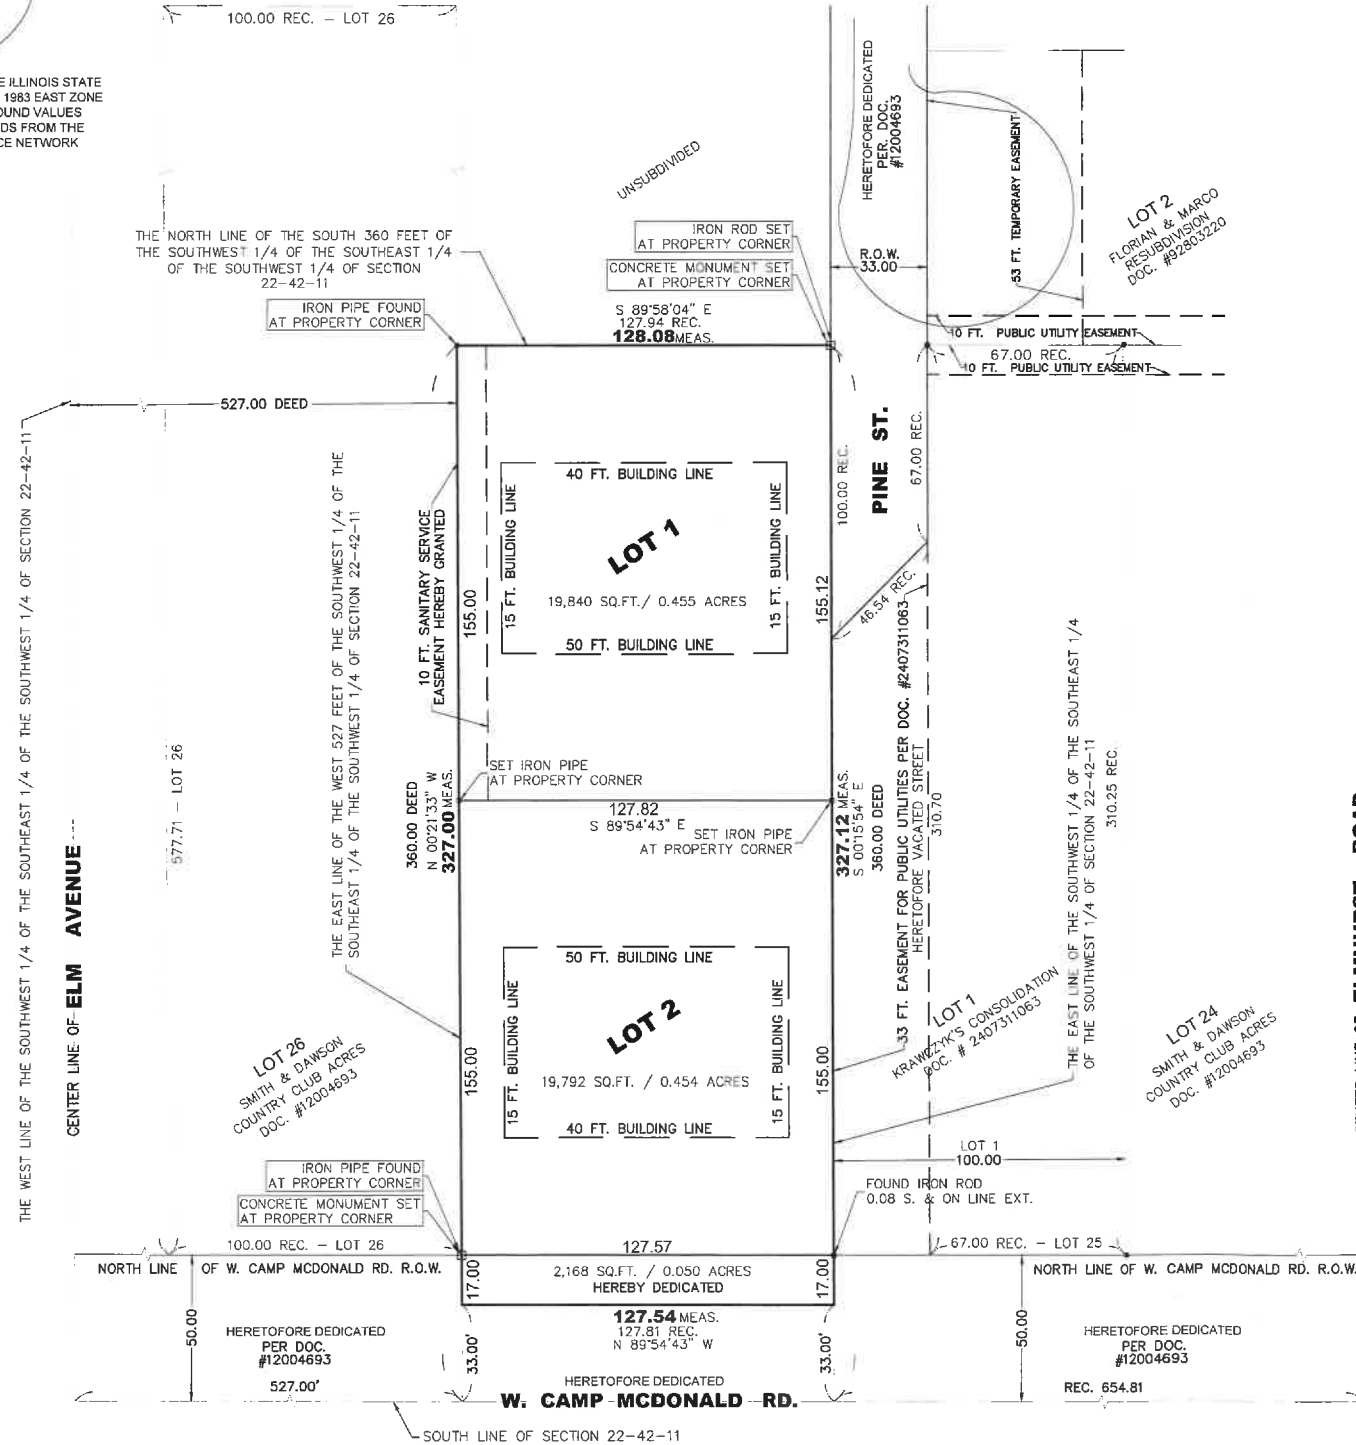 100.00 REC. - LOT 26
E ILLINOIS STATE
1983 EAST ZONE
OUND VALUES
DS FROM THE
CE NETWORK
UNSUBDIVIDED
HERETOFORE DEDICATED
PER. DOC.
#12004693
53 FT. TEMPORARY EASEMENT
LOT 2
FLORIAN & MARCO
RESUBDIVISION
DOC. #92803220
THE NORTH LINE OF THE SOUTH 360 FEET OF
THE SOUTHWEST 1/4 OF THE SOUTHEAST 1/4
OF THE SOUTHWEST 1/4 OF SECTION
22-42-11
IRON ROD SET
AT PROPERTY CORNER
CONCRETE MONUMENT SET
AT PROPERTY CORNER
R.O.W.
33.00
IRON PIPE FOUND
AT PROPERTY CORNER
S 89°58'04" E
127.94 REC.
128.08 MEAS.
10 FT. PUBLIC UTILITY EASEMENT
67.00 REC.
10 FT. PUBLIC UTILITY EASEMENT
527.00 DEED
THE WEST LINE OF THE SOUTHWEST 1/4 OF THE SOUTHEAST 1/4 OF THE SOUTHWEST 1/4 OF SECTION 22-42-11
CENTER LINE OF ELM AVENUE
577.71 - LOT 26
THE EAST LINE OF THE WEST 527 FEET OF THE SOUTHWEST 1/4 OF THE
SOUTHEAST 1/4 OF THE SOUTHWEST 1/4 OF SECTION 22-42-11
10 FT. SANITARY SERVICE
EASEMENT HEREBY GRANTED
155.00
40 FT. BUILDING LINE
15 FT. BUILDING LINE
LOT 1
19,840 SQ.FT./ 0.455 ACRES
15 FT. BUILDING LINE
50 FT. BUILDING LINE
155.12
100.00 REC.
PINE ST.
67.00 REC.
46.54 REC.
33 FT. EASEMENT FOR PUBLIC UTILITIES PER DOC. #2407311063
HERETOFORE VACATED STREET
310.70
THE EAST LINE OF THE SOUTHWEST 1/4 OF THE SOUTHEAST 1/4
OF THE SOUTHWEST 1/4 OF SECTION 22-42-11
310.25 REC.
SET IRON PIPE
AT PROPERTY CORNER
360.00 DEED
N 00°21'33" W
327.00 MEAS.
127.82
S 89°54'43" E
SET IRON PIPE
AT PROPERTY CORNER
327.12 MEAS.
S 00°15'54" E
360.00 DEED
50 FT. BUILDING LINE
15 FT. BUILDING LINE
LOT 2
19,792 SQ.FT. / 0.454 ACRES
15 FT. BUILDING LINE
40 FT. BUILDING LINE
155.00
155.00
LOT 26
SMITH & DAWSON
COUNTRY CLUB ACRES
DOC. #12004693
LOT 1
KRAWCZYK'S CONSOLIDATION
DOC. # 2407311063
LOT 24
SMITH & DAWSON
COUNTRY CLUB ACRES
DOC. #12004693
LOT 1
100.00
IRON PIPE FOUND
AT PROPERTY CORNER
CONCRETE MONUMENT SET
AT PROPERTY CORNER
FOUND IRON ROD
0.08 S. & ON LINE EXT.
100.00 REC. - LOT 26
127.57
67.00 REC. - LOT 25
NORTH LINE OF W. CAMP MCDONALD RD. R.O.W.
17.00
2,168 SQ.FT. / 0.050 ACRES
HEREBY DEDICATED
17.00
NORTH LINE OF W. CAMP MCDONALD RD. R.O.W.
127.54 MEAS.
127.81 REC.
N 89°54'43" W
50.00
HERETOFORE DEDICATED
PER DOC.
#12004693
527.00'
33.00'
33.00'
50.00
HERETOFORE DEDICATED
PER DOC.
#12004693
REC. 654.81
HERETOFORE DEDICATED
W. CAMP MCDONALD RD.
SOUTH LINE OF SECTION 22-42-11